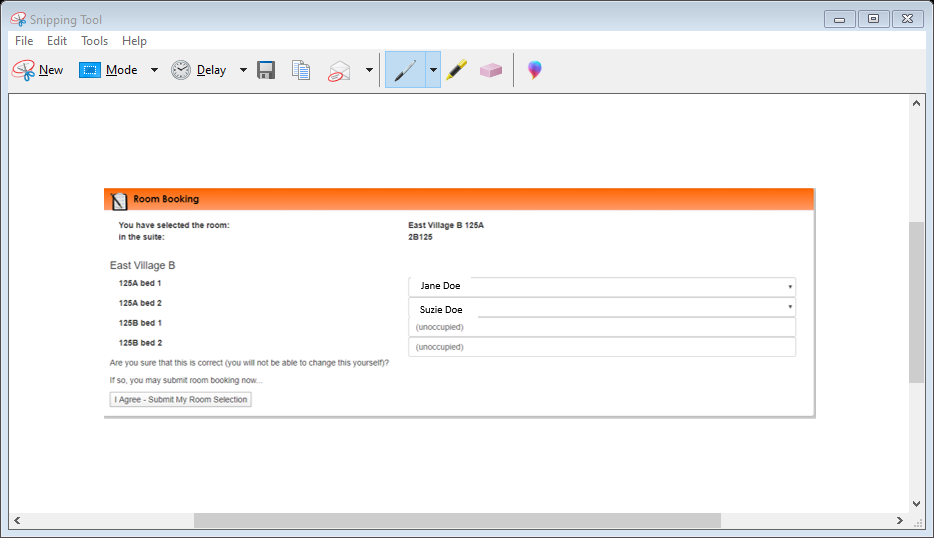 Snipping Tool
File Edit Tools Help
New Mode Delay
Room Booking
You have selected the room: East Village B 125A
in the suite: 2B125
East Village B
125A bed 1 Jane Doe
125A bed 2 Suzie Doe
125B bed 1 (unoccupied)
125B bed 2 (unoccupied)
Are you sure that this is correct (you will not be able to change this yourself)?
If so, you may submit room booking now...
I Agree - Submit My Room Selection